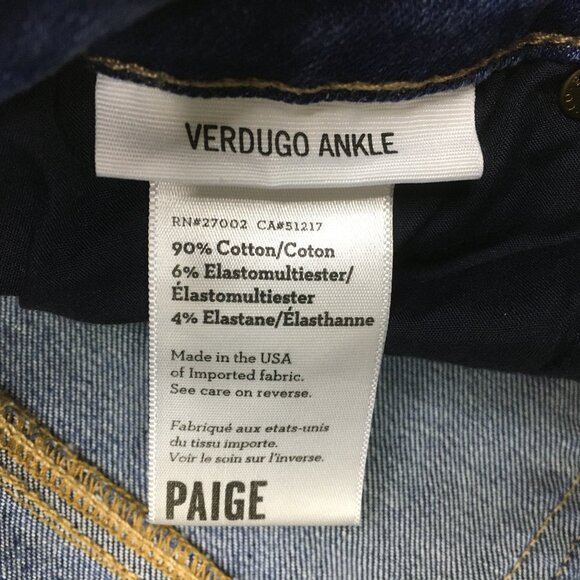 VERDUGO ANKLE
RN#27002 CA#51217
90% Cotton/Coton
6% Elastomultiester/
Élastomultiester
4% Elastane/Élasthanne
Made in the USA
of Imported fabric.
See care on reverse.
Fabriqué aux etats-unis
du tissu importe.
Voir le soin sur l'inverse.
PAIGE